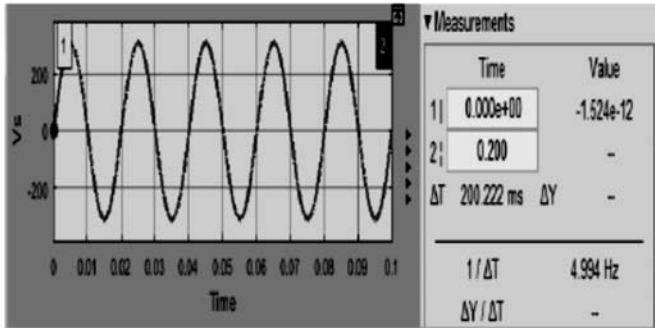 1
2
200
0
-200
Vs
0 0.01 0.02 0.03 0.04 0.05 0.06 0.07 0.08 0.09 0.1
Time
▼Measurements
Time Value
1| 0.000e+00 -1.524e-12
2¦ 0.200 --
ΔT 200.222 ms ΔY --
1 / ΔT 4.994 Hz
ΔY / ΔT --